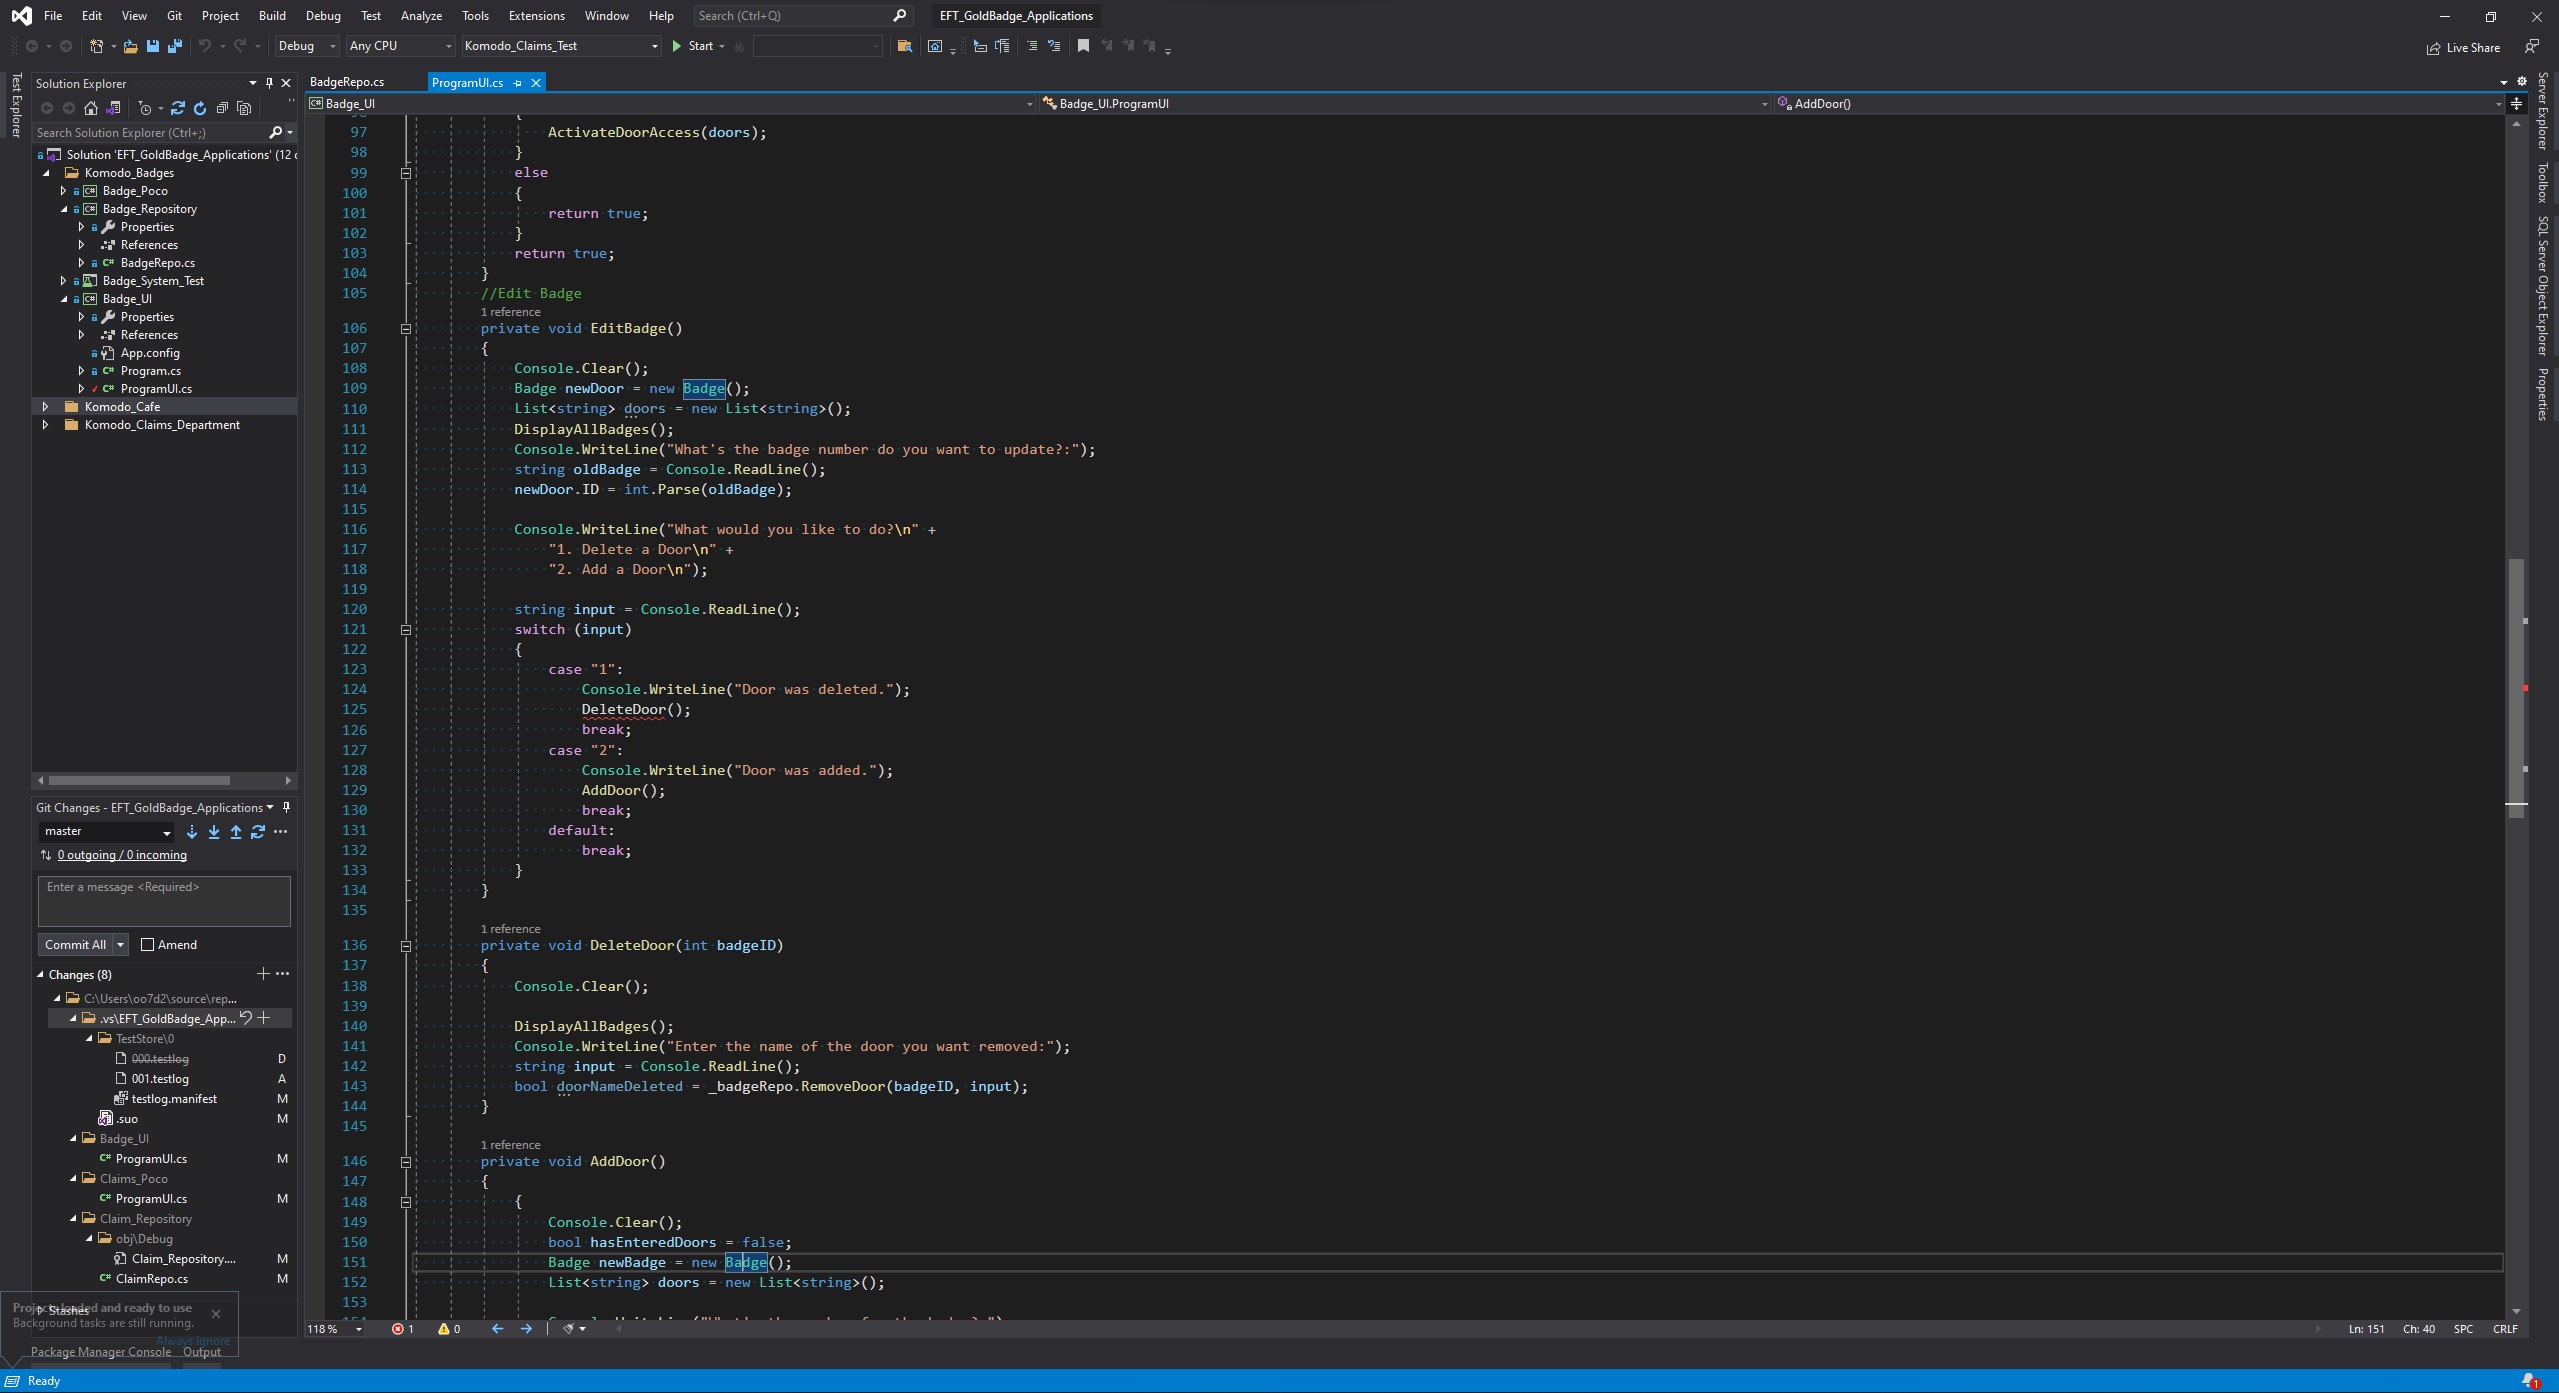 File Edit View Git Project Build Debug Test Analyze Tools Extensions Window Help Search (Ctrl+Q) EFT_GoldBadge_Applications
Debug Any CPU Komodo_Claims_Test Start Live Share
Test Explorer
Solution Explorer
Search Solution Explorer (Ctrl+;)
Solution 'EFT_GoldBadge_Applications' (12
Komodo_Badges
Badge_Poco
Badge_Repository
Properties
References
BadgeRepo.cs
Badge_System_Test
Badge_UI
Properties
References
App.config
Program.cs
ProgramUI.cs
Komodo_Cafe
Komodo_Claims_Department
Git Changes - EFT_GoldBadge_Applications
master
0 outgoing / 0 incoming
Enter a message <Required>
Commit All Amend
Changes (8)
C:\Users\oo7d2\source\rep...
.vs\EFT_GoldBadge_App...
TestStore\0
000.testlog D
001.testlog A
testlog.manifest M
.suo M
Badge_UI
ProgramUI.cs M
Claims_Poco
ProgramUI.cs M
Claim_Repository
obj\Debug
Claim_Repository.... M
ClaimRepo.cs M
Stashes
Projects loaded and ready to use
Background tasks are still running.
Always ignore
Package Manager Console Output
BadgeRepo.cs ProgramUI.cs
Badge_UI Badge_UI.ProgramUI AddDoor()
97 ActivateDoorAccess(doors);
98 }
99 else
100 {
101 return true;
102 }
103 return true;
104 }
105 //Edit Badge
1 reference
106 private void EditBadge()
107 {
108 Console.Clear();
109 Badge newDoor = new Badge();
110 List<string> doors = new List<string>();
111 DisplayAllBadges();
112 Console.WriteLine("What's the badge number do you want to update?:");
113 string oldBadge = Console.ReadLine();
114 newDoor.ID = int.Parse(oldBadge);
115
116 Console.WriteLine("What would you like to do?\n" +
117 "1. Delete a Door\n" +
118 "2. Add a Door\n");
119
120 string input = Console.ReadLine();
121 switch (input)
122 {
123 case "1":
124 Console.WriteLine("Door was deleted.");
125 DeleteDoor();
126 break;
127 case "2":
128 Console.WriteLine("Door was added.");
129 AddDoor();
130 break;
131 default:
132 break;
133 }
134 }
135
1 reference
136 private void DeleteDoor(int badgeID)
137 {
138 Console.Clear();
139
140 DisplayAllBadges();
141 Console.WriteLine("Enter the name of the door you want removed:");
142 string input = Console.ReadLine();
143 bool doorNameDeleted = _badgeRepo.RemoveDoor(badgeID, input);
144 }
145
1 reference
146 private void AddDoor()
147 {
148 {
149 Console.Clear();
150 bool hasEnteredDoors = false;
151 Badge newBadge = new Badge();
152 List<string> doors = new List<string>();
153
118 % 1 0 Ln: 151 Ch: 40 SPC CRLF
Server Explorer
Toolbox
SQL Server Object Explorer
Properties
Ready 1